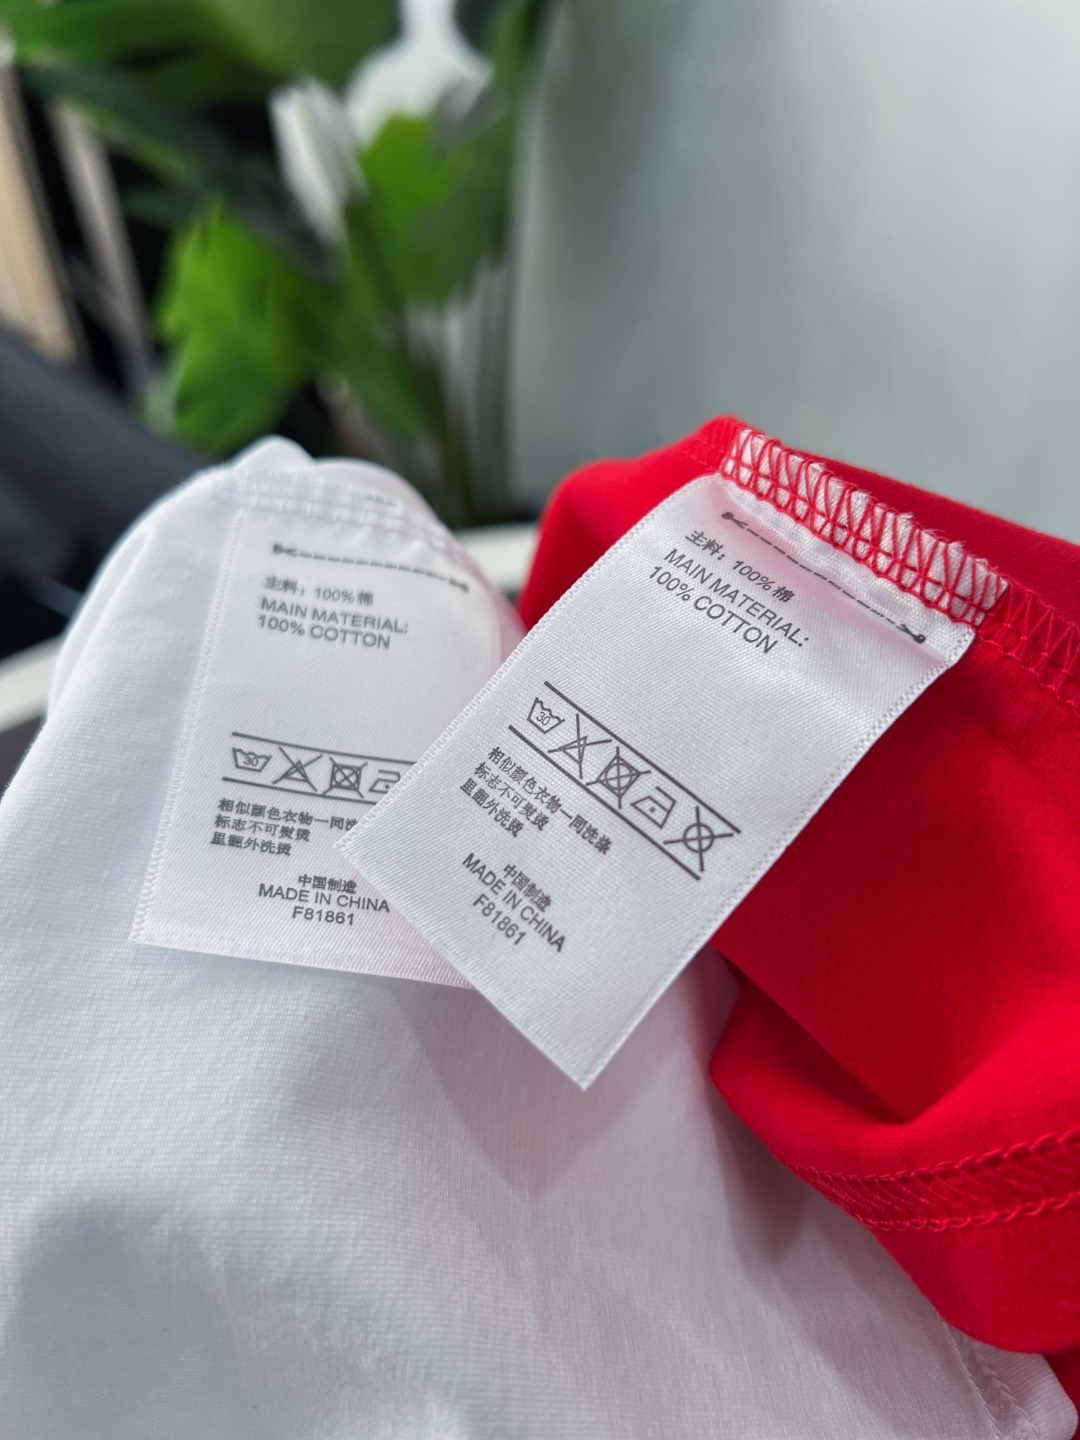 主料：100%棉
MAIN MATERIAL:
100% COTTON
30
相似颜色衣物一同洗
标志不可熨烫
里翻外洗烫
中国制造
MADE IN CHINA
F81861
主料：100%棉
MAIN MATERIAL:
100% COTTON
30
相似颜色衣物一同洗涤
标志不可熨烫
里翻外洗烫
中国制造
MADE IN CHINA
F81861